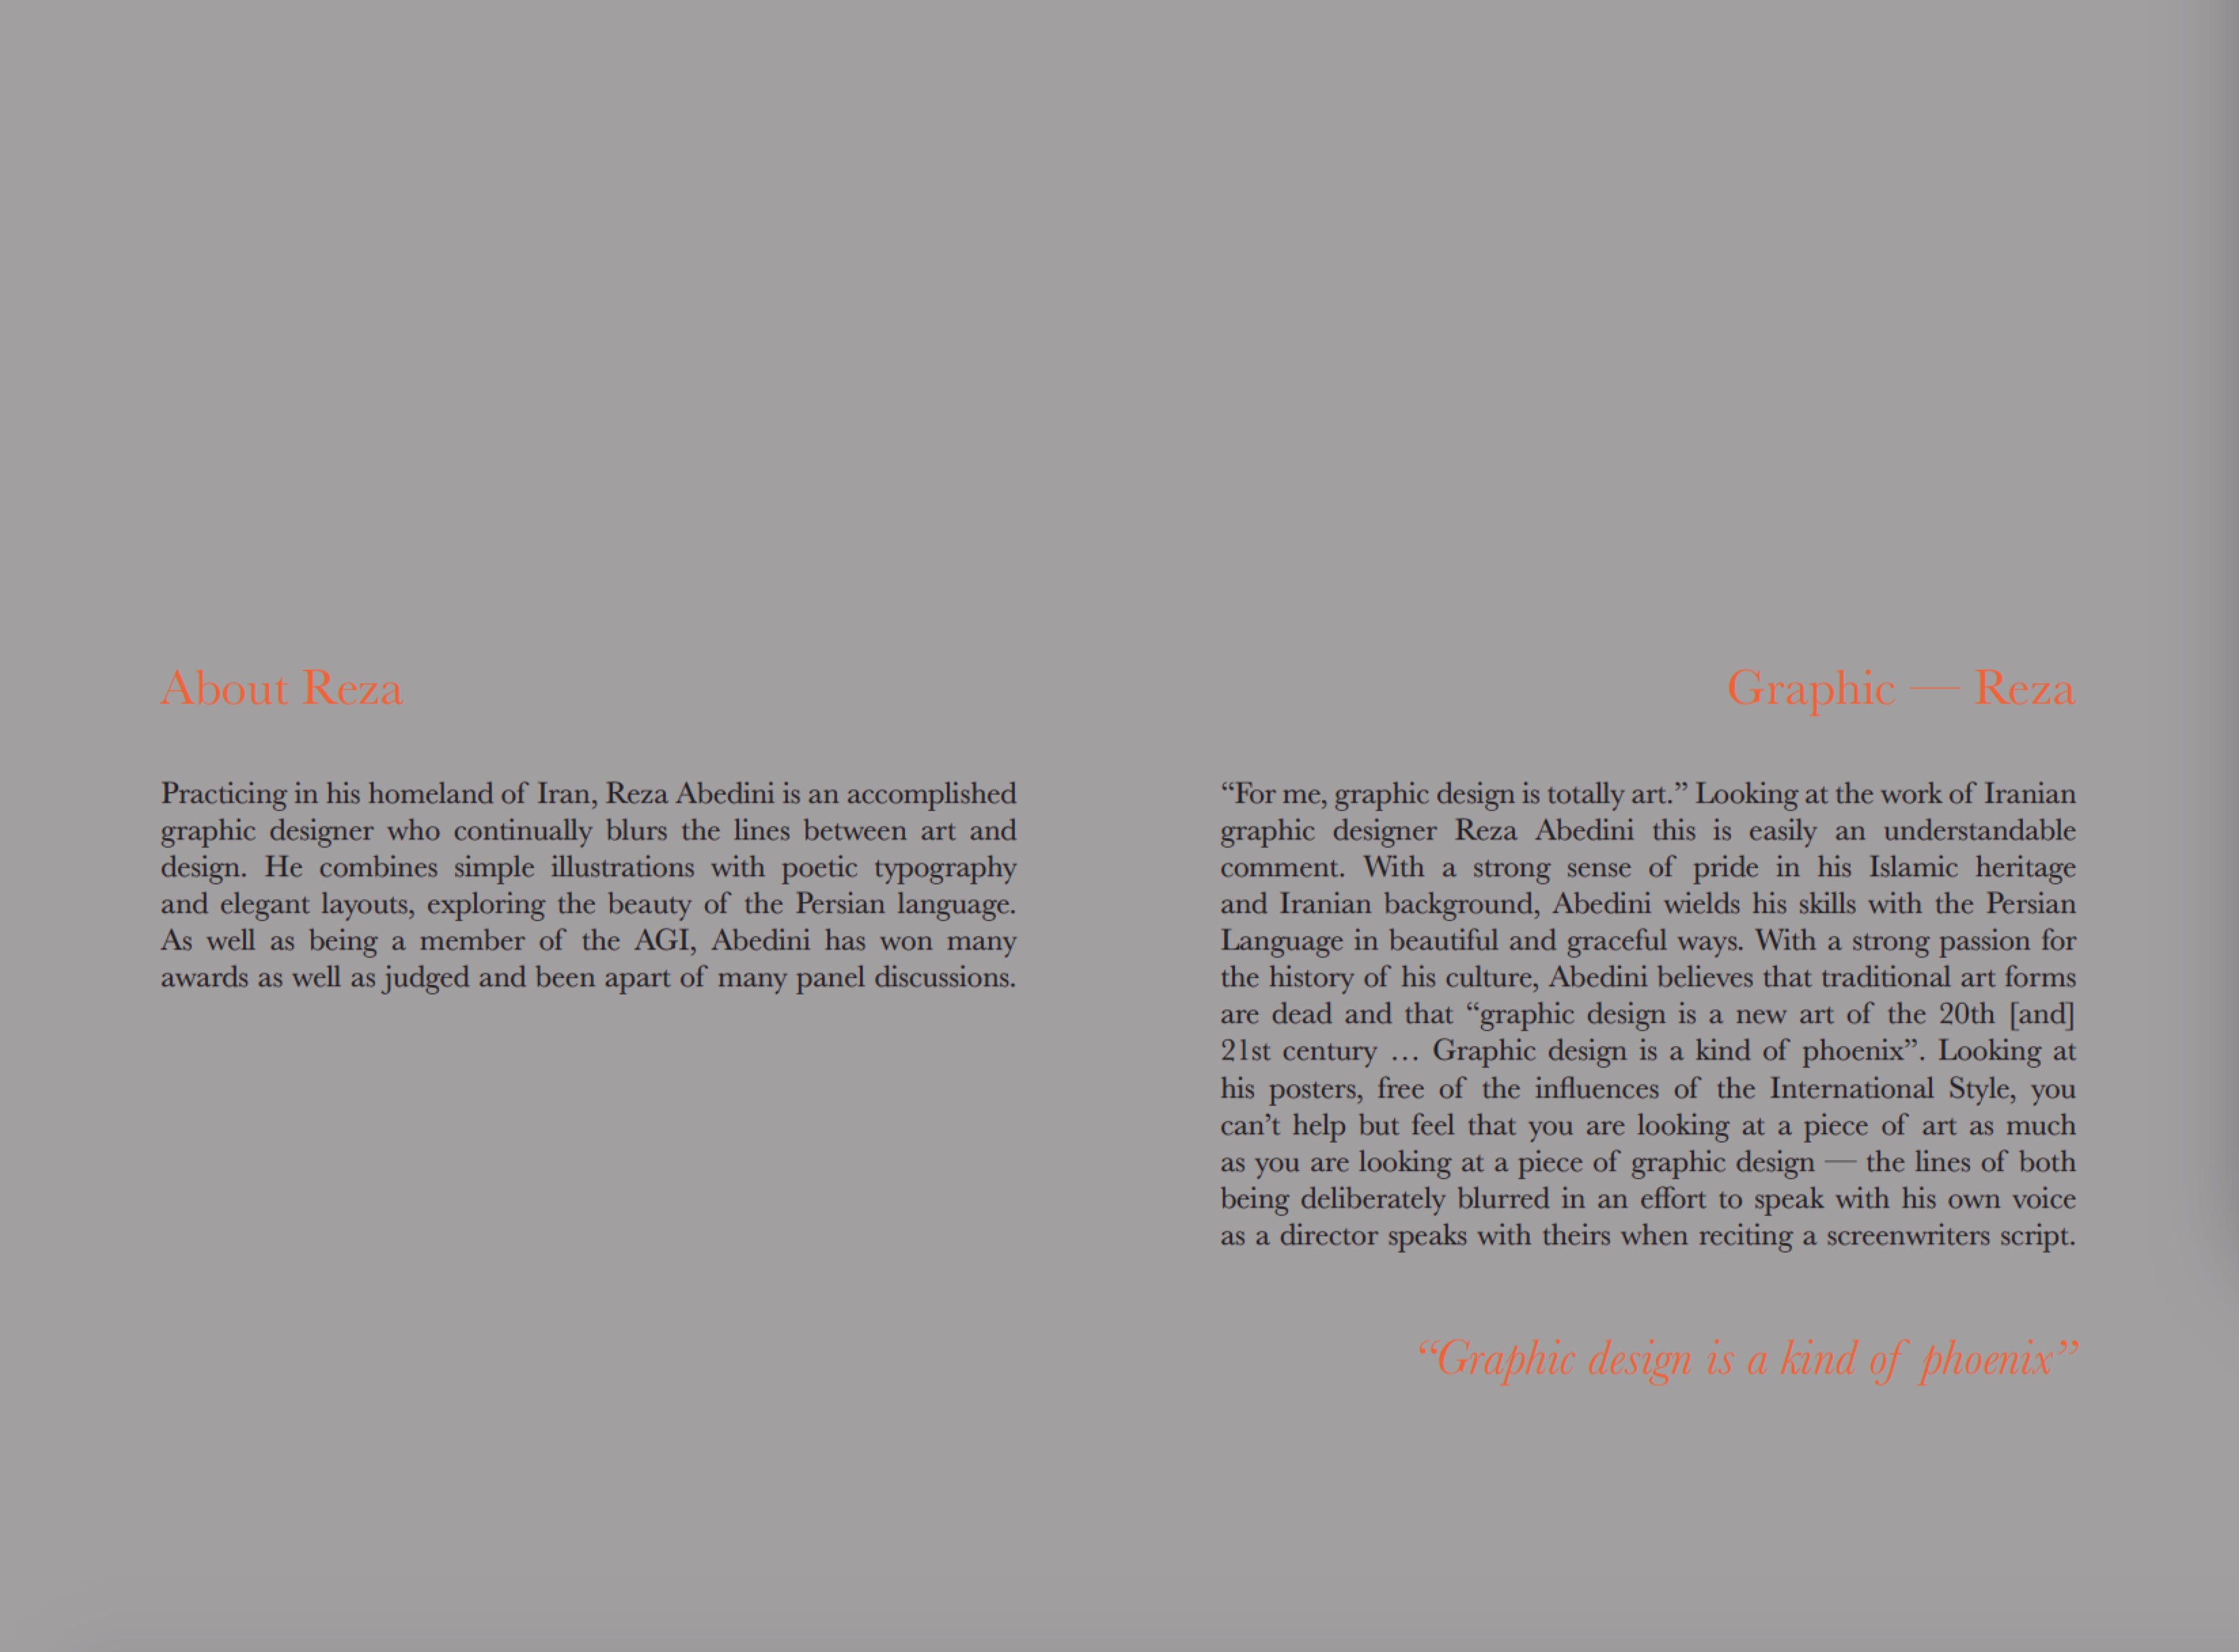 About Reza
Practicing in his homeland of Iran, Reza Abedini is an accomplished
graphic designer who continually blurs the lines between art and
design. He combines simple illustrations with poetic typography
and elegant layouts, exploring the beauty of the Persian language.
As well as being a member of the AGI, Abedini has won many
awards as well as judged and been apart of many panel discussions.
Graphic — Reza
“For me, graphic design is totally art.” Looking at the work of Iranian
graphic designer Reza Abedini this is easily an understandable
comment. With a strong sense of pride in his Islamic heritage
and Iranian background, Abedini wields his skills with the Persian
Language in beautiful and graceful ways. With a strong passion for
the history of his culture, Abedini believes that traditional art forms
are dead and that “graphic design is a new art of the 20th [and]
21st century … Graphic design is a kind of phoenix”. Looking at
his posters, free of the influences of the International Style, you
can’t help but feel that you are looking at a piece of art as much
as you are looking at a piece of graphic design — the lines of both
being deliberately blurred in an effort to speak with his own voice
as a director speaks with theirs when reciting a screenwriters script.
“Graphic design is a kind of phoenix”